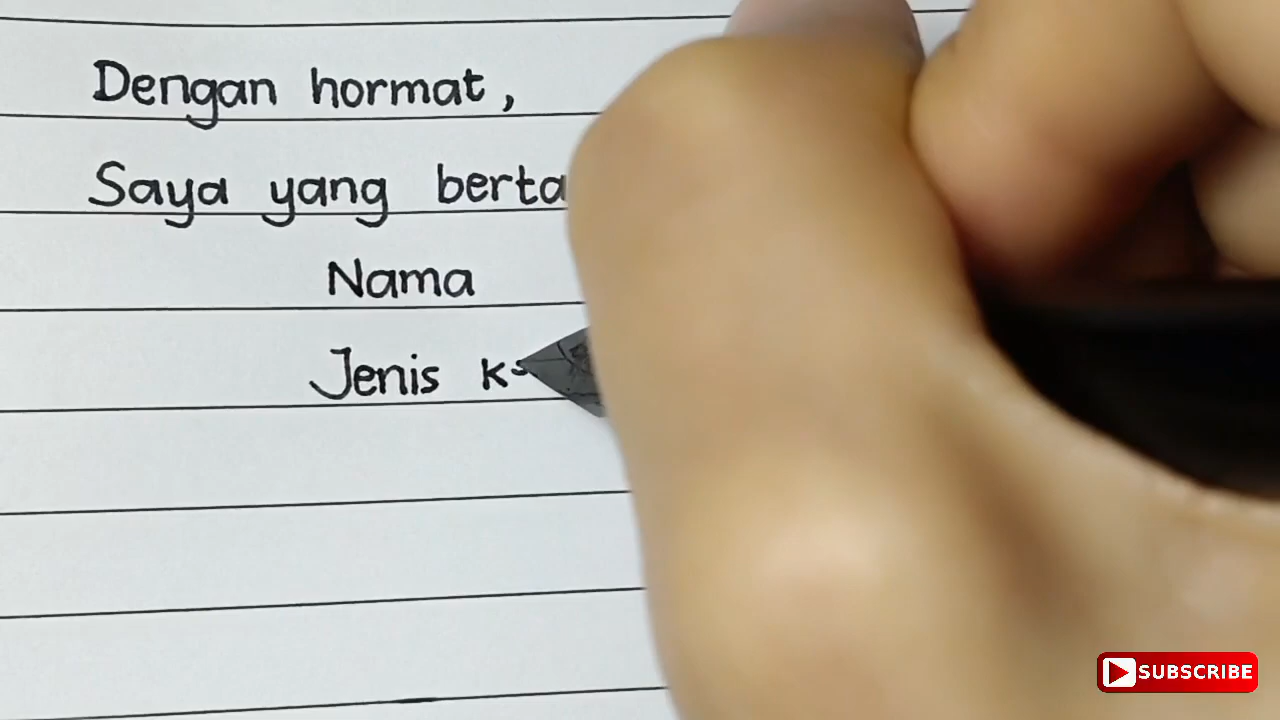 Dengan hormat,
Saya yang berta
Nama
Jenis k
SUBSCRIBE